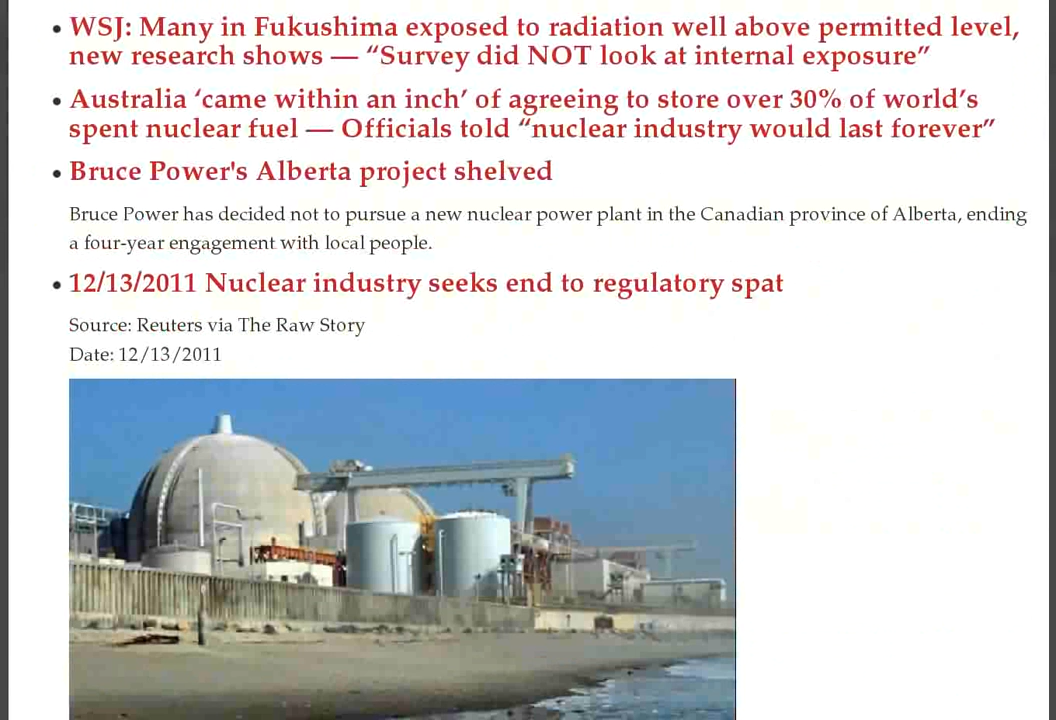 WSJ: Many in Fukushima exposed to radiation well above permitted level,
new research shows — “Survey did NOT look at internal exposure”
Australia ‘came within an inch’ of agreeing to store over 30% of world’s
spent nuclear fuel — Officials told “nuclear industry would last forever”
Bruce Power's Alberta project shelved
Bruce Power has decided not to pursue a new nuclear power plant in the Canadian province of Alberta, ending
a four-year engagement with local people.
12/13/2011 Nuclear industry seeks end to regulatory spat
Source: Reuters via The Raw Story
Date: 12/13/2011